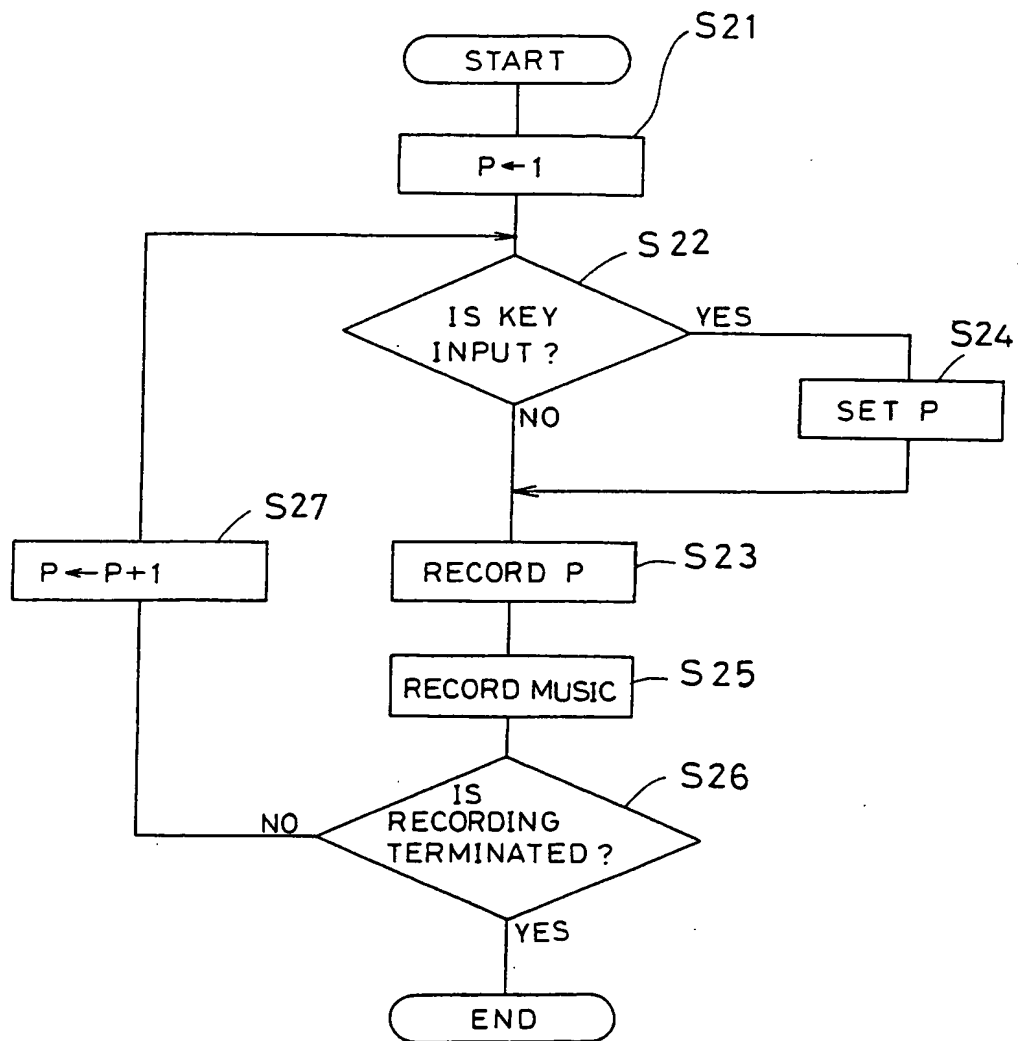 S21
START
P←1
S22
IS KEY
INPUT?
YES
S24
SET P
NO
S27
P←P+1
S23
RECORD P
S25
RECORD MUSIC
S26
IS
RECORDING
TERMINATED?
NO
YES
END